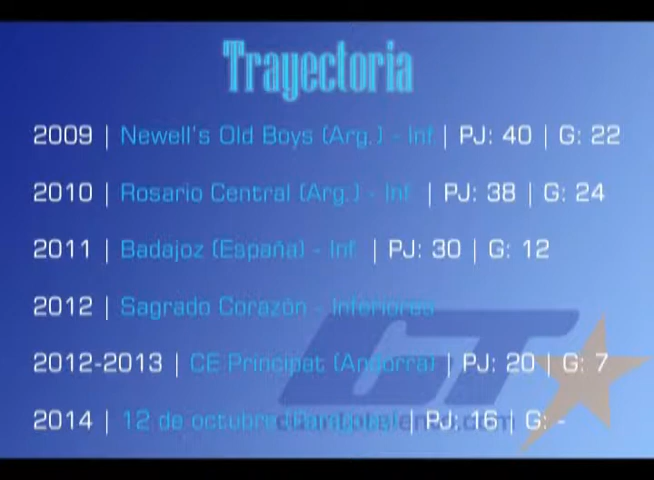 Trayectoria
2009 | Newell's Old Boys (Arg.) - Inf | PJ: 40 | G: 22
2010 | Rosario Central (Arg.) - Inf | PJ: 38 | G: 24
2011 | Badajoz (España) - Inf | PJ: 30 | G: 12
2012 | Sagrado Corazón - Inferiores
2012-2013 | CE Principat (Andorra) | PJ: 20 | G: 7
2014 | 12 de octubre (Paraguay) | PJ: 16 | G: -
CT